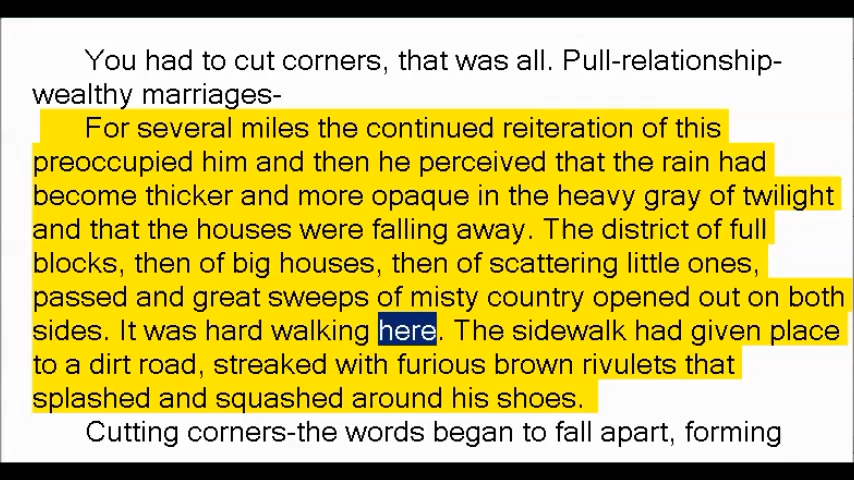 You had to cut corners, that was all. Pull-relationship-
wealthy marriages-
For several miles the continued reiteration of this
preoccupied him and then he perceived that the rain had
become thicker and more opaque in the heavy gray of twilight
and that the houses were falling away. The district of full
blocks, then of big houses, then of scattering little ones,
passed and great sweeps of misty country opened out on both
sides. It was hard walking here. The sidewalk had given place
to a dirt road, streaked with furious brown rivulets that
splashed and squashed around his shoes.
Cutting corners-the words began to fall apart, forming